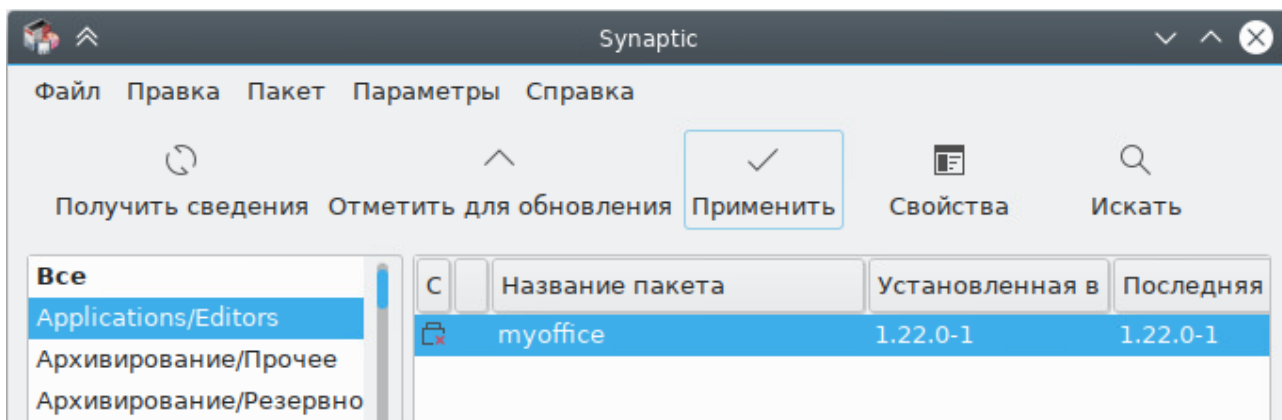 Synaptic
Файл Правка Пакет Параметры Справка
Получить сведения Отметить для обновления Применить Свойства Искать
Все
Applications/Editors
Архивирование/Прочее
Архивирование/Резервно
С Название пакета Установленная в Последняя
myoffice 1.22.0-1 1.22.0-1